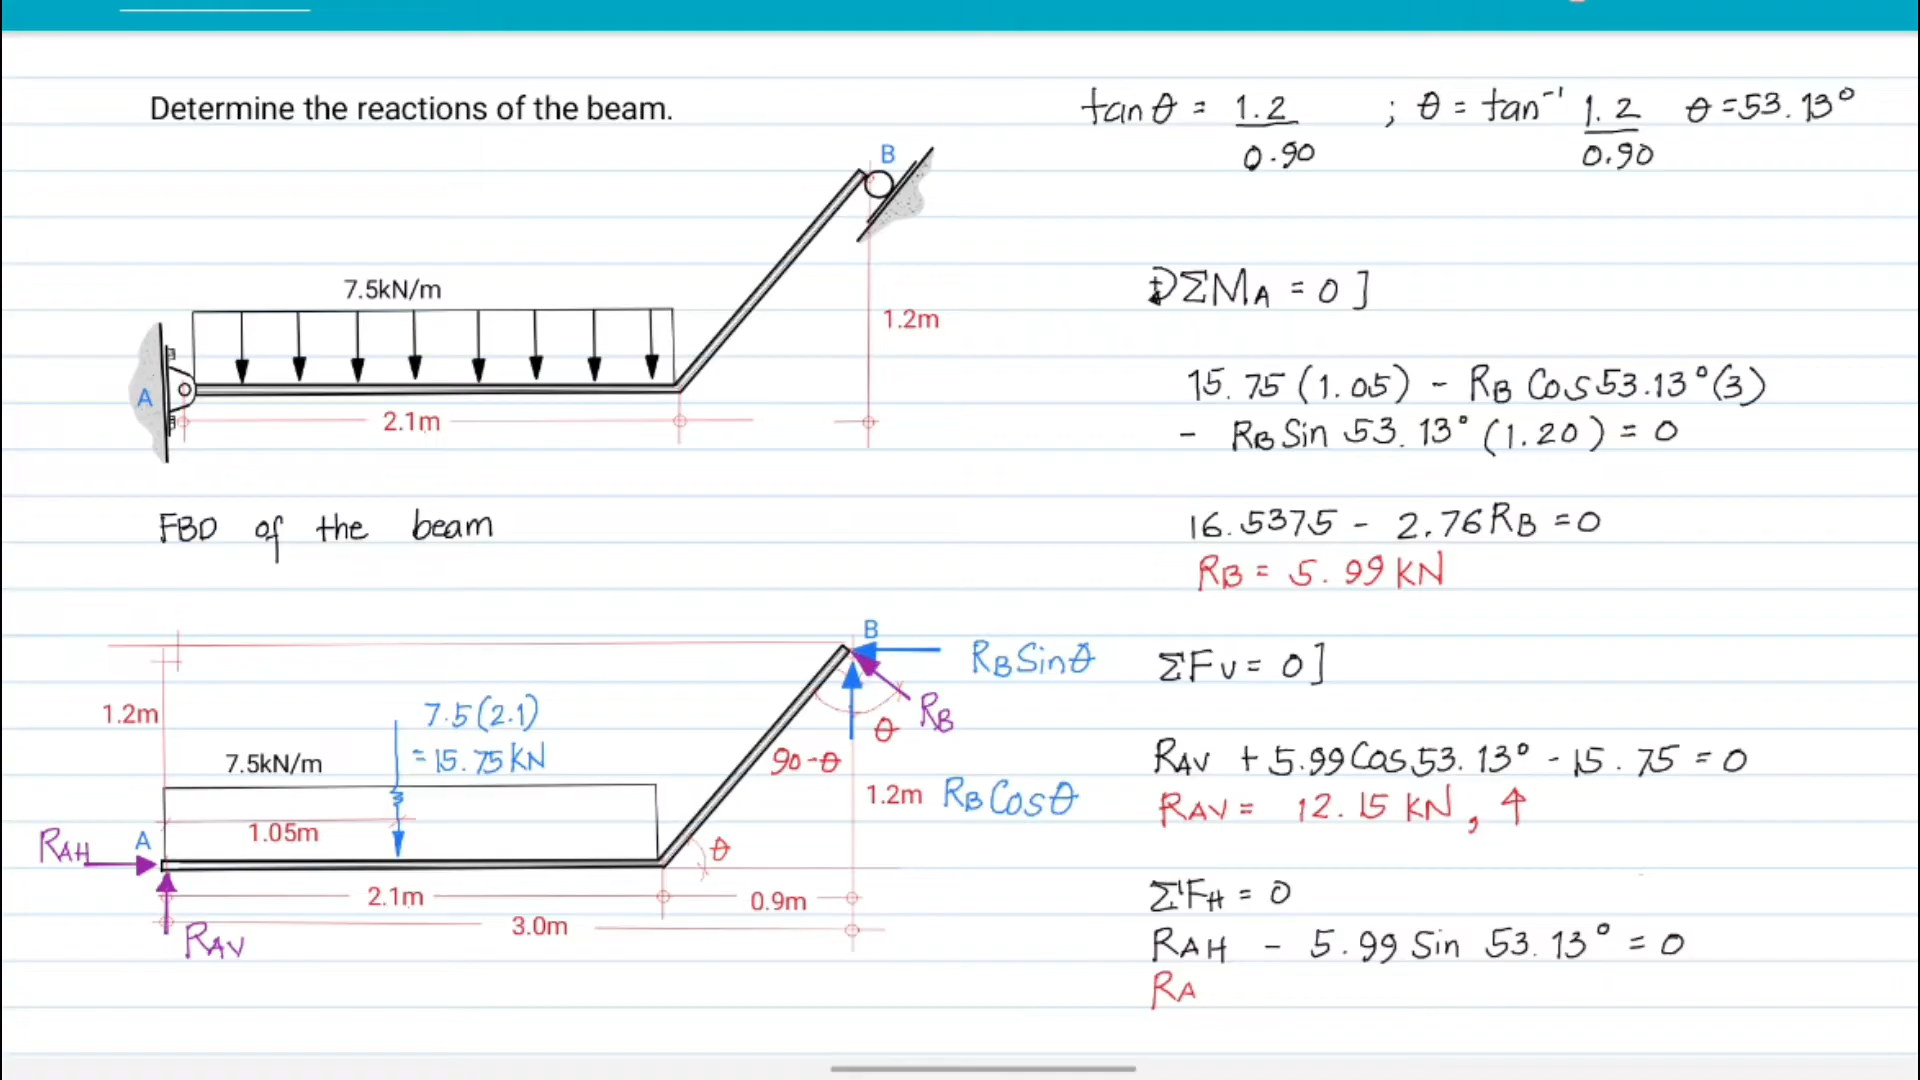 Determine the reactions of the beam.
B
7.5kN/m
1.2m
A
2.1m
FBD of the beam
B
RB Sinθ
1.2m
7.5(2.1)
= 15.75KN
RB
θ
7.5kN/m
90-θ
1.2m
RB Cosθ
1.05m
A
RAH
θ
2.1m
0.9m
3.0m
RAV
tanθ = 1.2/0.90 ; θ = tan⁻¹ 1.2/0.90 θ = 53.13°
ΣMA = 0 ]
15.75 (1.05) - RB Cos 53.13° (3)
- RB Sin 53.13° (1.20) = 0
16.5375 - 2.76 RB = 0
RB = 5.99 KN
ΣFV = 0 ]
RAV + 5.99 Cos 53.13° - 15.75 = 0
RAV = 12.15 KN, ↑
ΣFH = 0
RAH - 5.99 Sin 53.13° = 0
RA